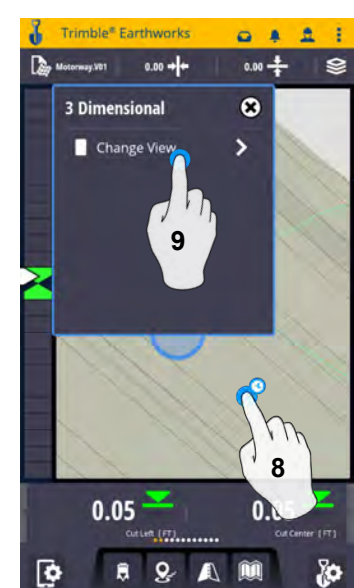 Trimble® Earthworks
Motorway.V01 0.00 0.00
3 Dimensional
Change View
9
8
0.05 0.05
Cut Left [FT] Cut Center [FT]